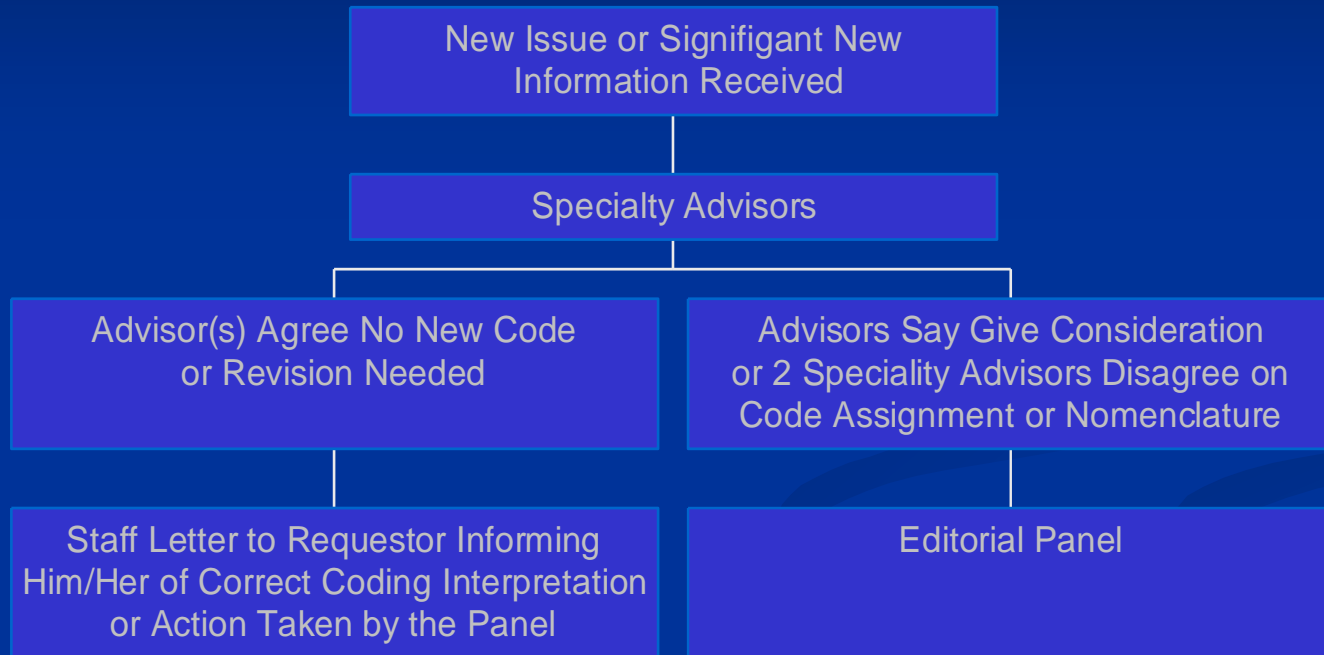 New Issue or Signifigant New
Information Received
Specialty Advisors
Advisor(s) Agree No New Code
or Revision Needed
Advisors Say Give Consideration
or 2 Speciality Advisors Disagree on
Code Assignment or Nomenclature
Staff Letter to Requestor Informing
Him/Her of Correct Coding Interpretation
or Action Taken by the Panel
Editorial Panel